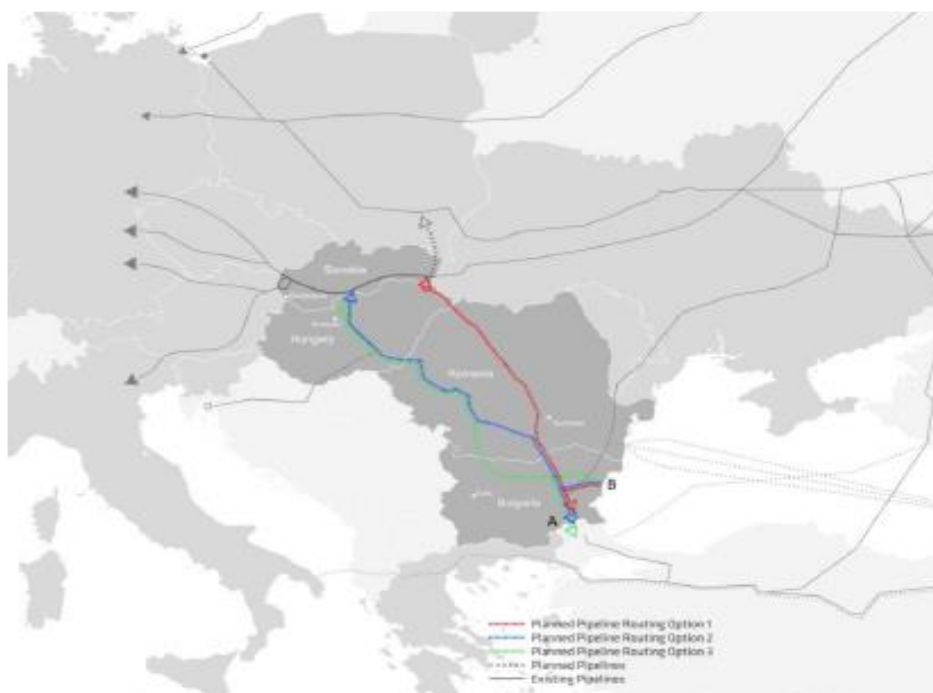 Slovakia
Hungary
Romania
B
Bulgaria
A
Planned Pipeline Routing Option 1
Planned Pipeline Routing Option 2
Planned Pipeline Routing Option 3
Planned Pipelines
Existing Pipelines